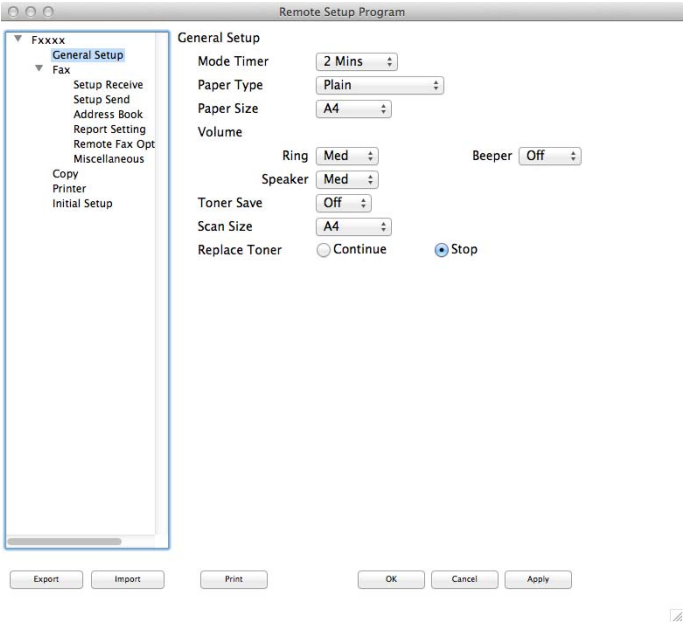 Remote Setup Program
Fxxxx
General Setup
Fax
Setup Receive
Setup Send
Address Book
Report Setting
Remote Fax Opt
Miscellaneous
Copy
Printer
Initial Setup
General Setup
Mode Timer 2 Mins
Paper Type Plain
Paper Size A4
Volume
Ring Med Beeper Off
Speaker Med
Toner Save Off
Scan Size A4
Replace Toner Continue Stop
Export Import Print OK Cancel Apply